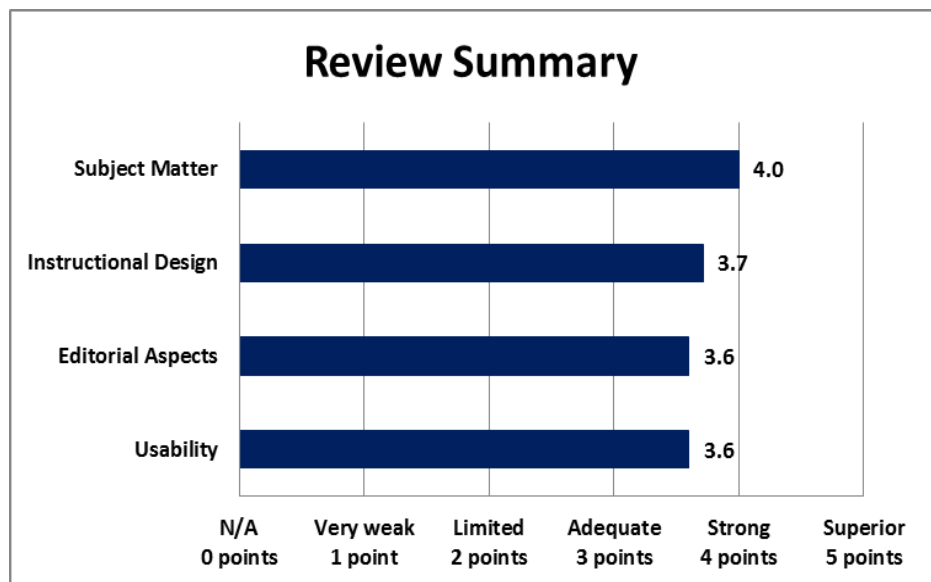 Review Summary
Subject Matter
4.0
Instructional Design
3.7
Editorial Aspects
3.6
Usability
3.6
N/A Very weak Limited Adequate Strong Superior
0 points 1 point 2 points 3 points 4 points 5 points